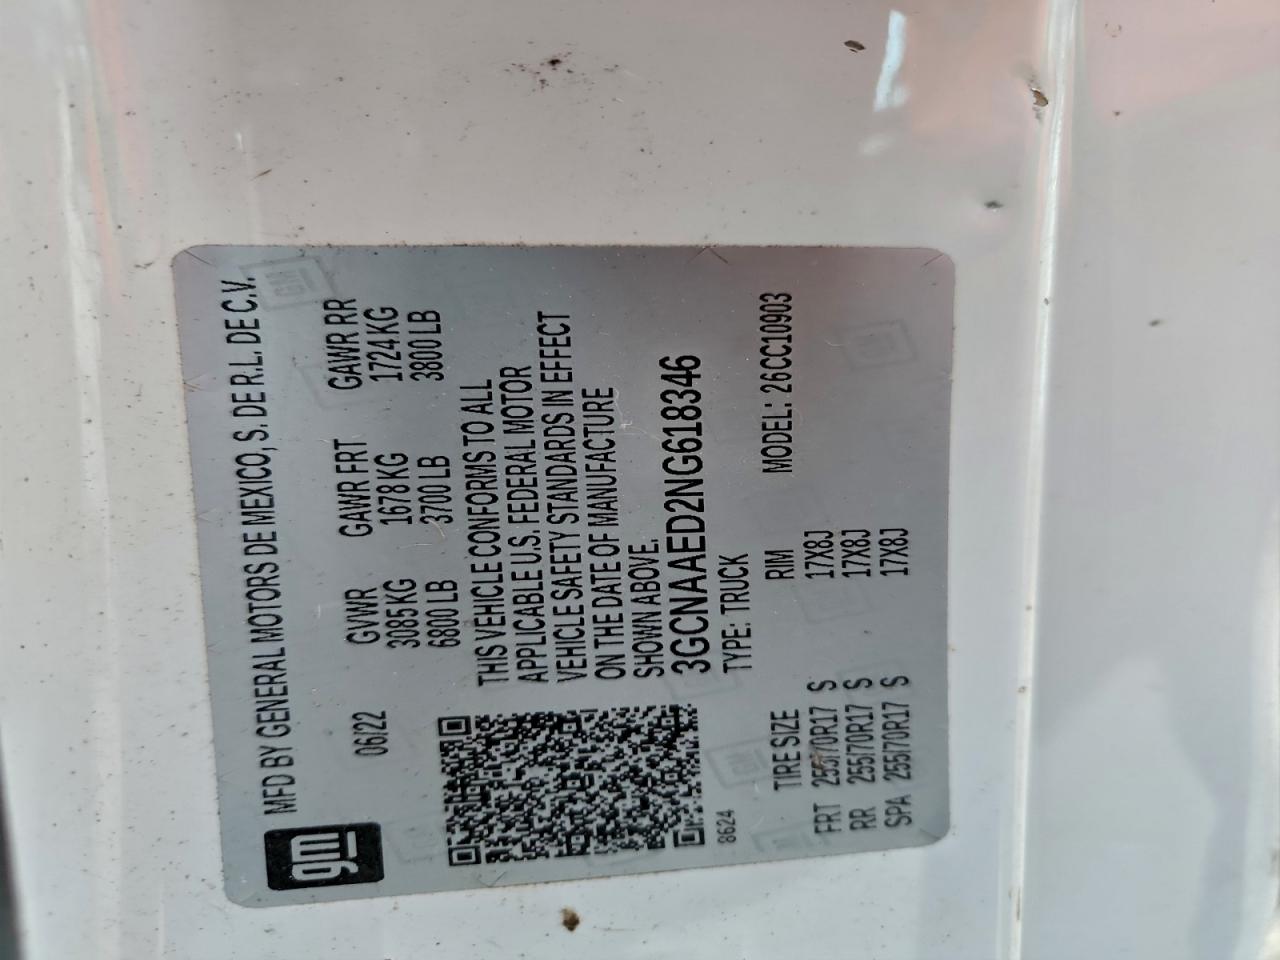 gm MFD BY GENERAL MOTORS DE MEXICO, S. DE R.L. DE C.V.
06/22 GVWR GAWR FRT GAWR RR
3085 KG 1678 KG 1724 KG
6800 LB 3700 LB 3800 LB
THIS VEHICLE CONFORMS TO ALL
APPLICABLE U.S. FEDERAL MOTOR
VEHICLE SAFETY STANDARDS IN EFFECT
ON THE DATE OF MANUFACTURE
SHOWN ABOVE.
3GCNAAED2NG618346
8624 TYPE: TRUCK
TIRE SIZE RIM MODEL: 26CC10903
FRT 255/70R17 S 17X8J
RR 255/70R17 S 17X8J
SPA 255/70R17 S 17X8J